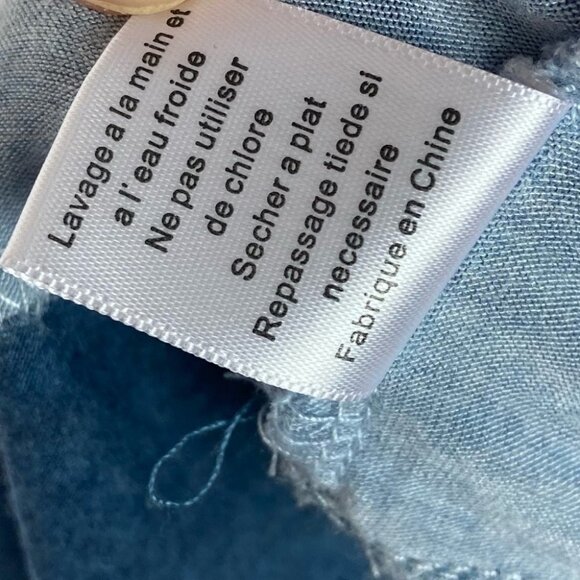 Lavage a la main et
a l'eau froide
Ne pas utiliser
de chlore
Secher a plat
Repassage tiede si
necessaire
Fabrique en Chine